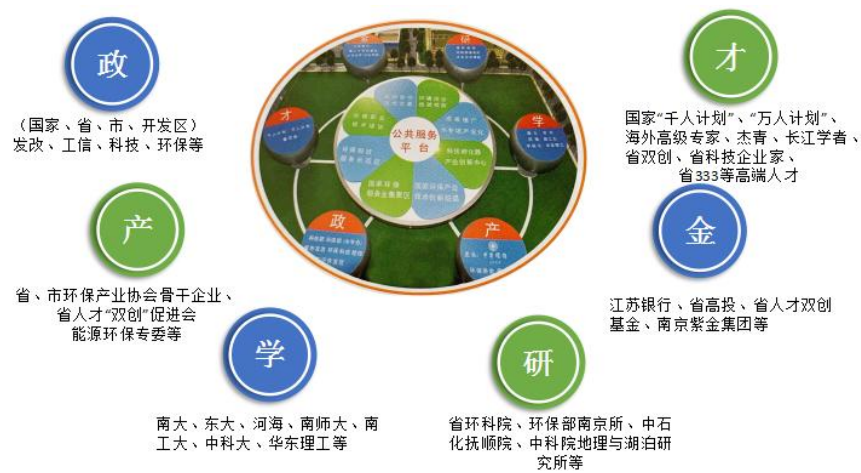 政
（国家、省、市、开发区）
发改、工信、科技、环保等
产
省、市环保产业协会骨干企业、
省人才“双创”促进会
能源环保专委等
学
南大、东大、河海、南师大、南
工大、中科大、华东理工等
研
省环科院、环保部南京所、中石
化抚顺院、中科院地理与湖泊研
究所等
金
江苏银行、省高投、省人才双创
基金、南京紫金集团等
才
国家“千人计划”、“万人计划”、
海外高级专家、杰青、长江学者、
省双创、省科技企业家、
省333等高端人才
公共服务
平台
才
学
政
产
研